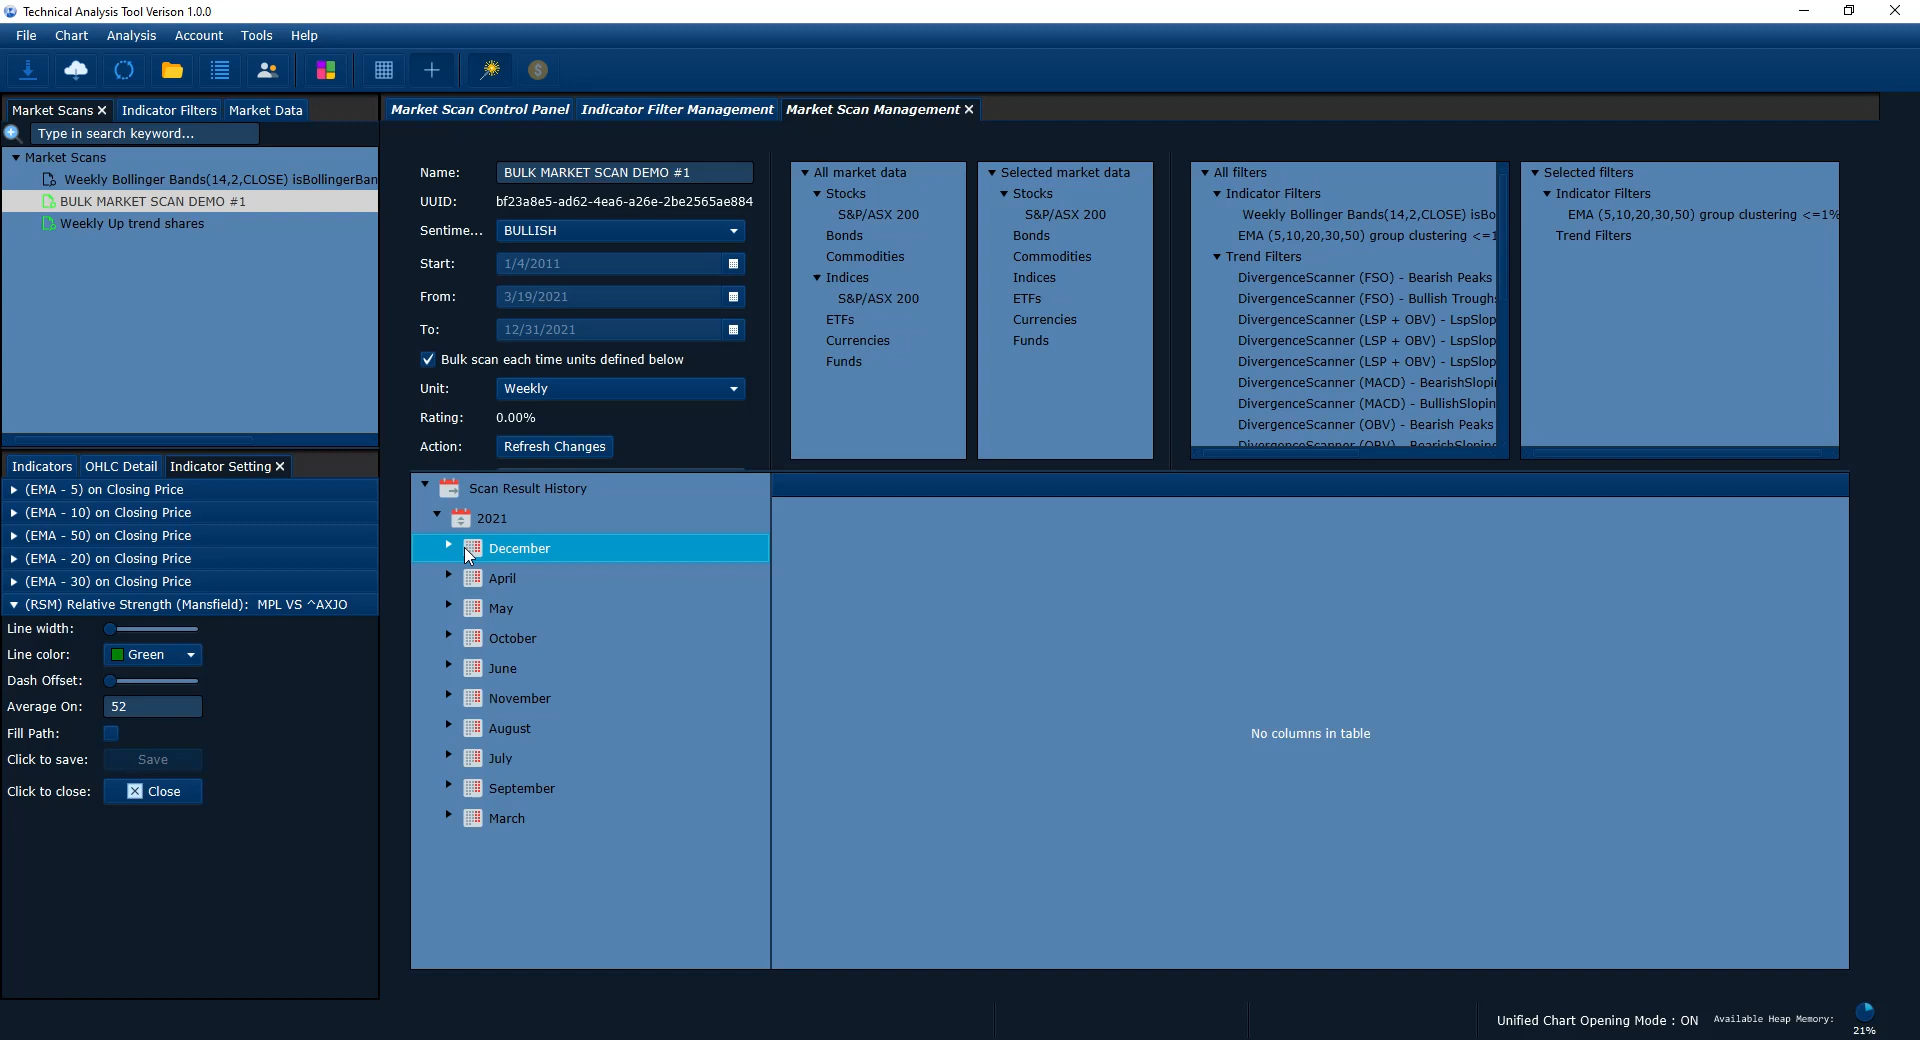 Technical Analysis Tool Verison 1.0.0
File Chart Analysis Account Tools Help
Market Scans Indicator Filters Market Data
Type in search keyword...
Market Scans
Weekly Bollinger Bands(14,2,CLOSE) isBollingerBan
BULK MARKET SCAN DEMO #1
Weekly Up trend shares
Indicators OHLC Detail Indicator Setting
(EMA - 5) on Closing Price
(EMA - 10) on Closing Price
(EMA - 50) on Closing Price
(EMA - 20) on Closing Price
(EMA - 30) on Closing Price
(RSM) Relative Strength (Mansfield): MPL VS ^AXJO
Line width:
Line color: Green
Dash Offset:
Average On: 52
Fill Path:
Click to save: Save
Click to close: Close
Market Scan Control Panel Indicator Filter Management Market Scan Management
Name: BULK MARKET SCAN DEMO #1
UUID: bf23a8e5-ad62-4ea6-a26e-2be2565ae884
Sentime... BULLISH
Start: 1/4/2011
From: 3/19/2021
To: 12/31/2021
Bulk scan each time units defined below
Unit: Weekly
Rating: 0.00%
Action: Refresh Changes
All market data
Stocks
S&P/ASX 200
Bonds
Commodities
Indices
S&P/ASX 200
ETFs
Currencies
Funds
Selected market data
Stocks
S&P/ASX 200
Bonds
Commodities
Indices
ETFs
Currencies
Funds
All filters
Indicator Filters
Weekly Bollinger Bands(14,2,CLOSE) isBo
EMA (5,10,20,30,50) group clustering <=1
Trend Filters
DivergenceScanner (FSO) - Bearish Peaks
DivergenceScanner (FSO) - Bullish Troughs
DivergenceScanner (LSP + OBV) - LspSlop
DivergenceScanner (LSP + OBV) - LspSlop
DivergenceScanner (LSP + OBV) - LspSlop
DivergenceScanner (MACD) - BearishSlopi
DivergenceScanner (MACD) - BullishSlopin
DivergenceScanner (OBV) - Bearish Peaks
DivergenceScanner (OBV) - BearishSloping
Selected filters
Indicator Filters
EMA (5,10,20,30,50) group clustering <=1%
Trend Filters
Scan Result History
2021
December
April
May
October
June
November
August
July
September
March
No columns in table
Unified Chart Opening Mode : ON Available Heap Memory: 21%